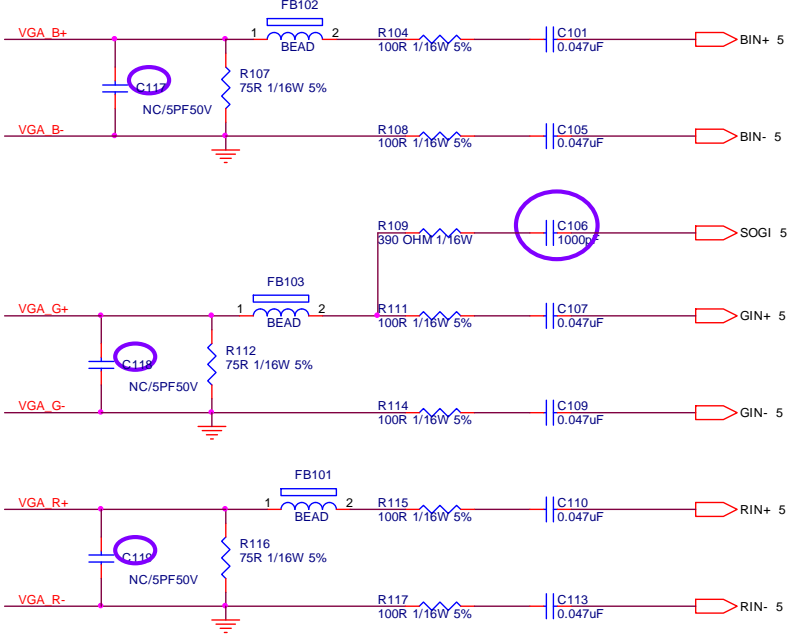 FB102
VGA_B+ 1 BEAD 2 R104 100R 1/16W 5% C101 0.047uF BIN+ 5
C117 NC/5PF50V R107 75R 1/16W 5%
VGA_B- R108 100R 1/16W 5% C105 0.047uF BIN- 5
R109 390 OHM 1/16W C106 1000pF SOGI 5
FB103
VGA_G+ 1 BEAD 2 R111 100R 1/16W 5% C107 0.047uF GIN+ 5
C118 NC/5PF50V R112 75R 1/16W 5%
VGA_G- R114 100R 1/16W 5% C109 0.047uF GIN- 5
FB101
VGA_R+ 1 BEAD 2 R115 100R 1/16W 5% C110 0.047uF RIN+ 5
C119 NC/5PF50V R116 75R 1/16W 5%
VGA_R- R117 100R 1/16W 5% C113 0.047uF RIN- 5